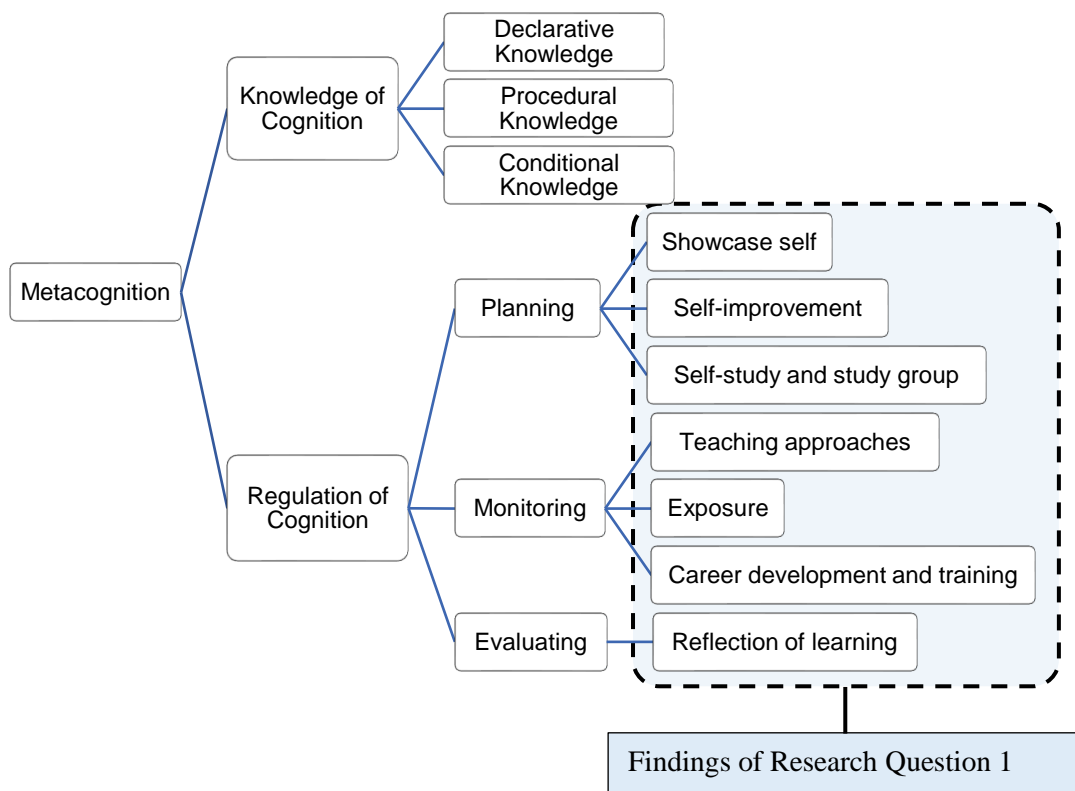 Declarative
Knowledge
Knowledge of
Cognition
Procedural
Knowledge
Conditional
Knowledge
Metacognition
Showcase self
Planning
Self-improvement
Self-study and study group
Teaching approaches
Regulation of
Cognition
Monitoring
Exposure
Career development and training
Evaluating
Reflection of learning
Findings of Research Question 1